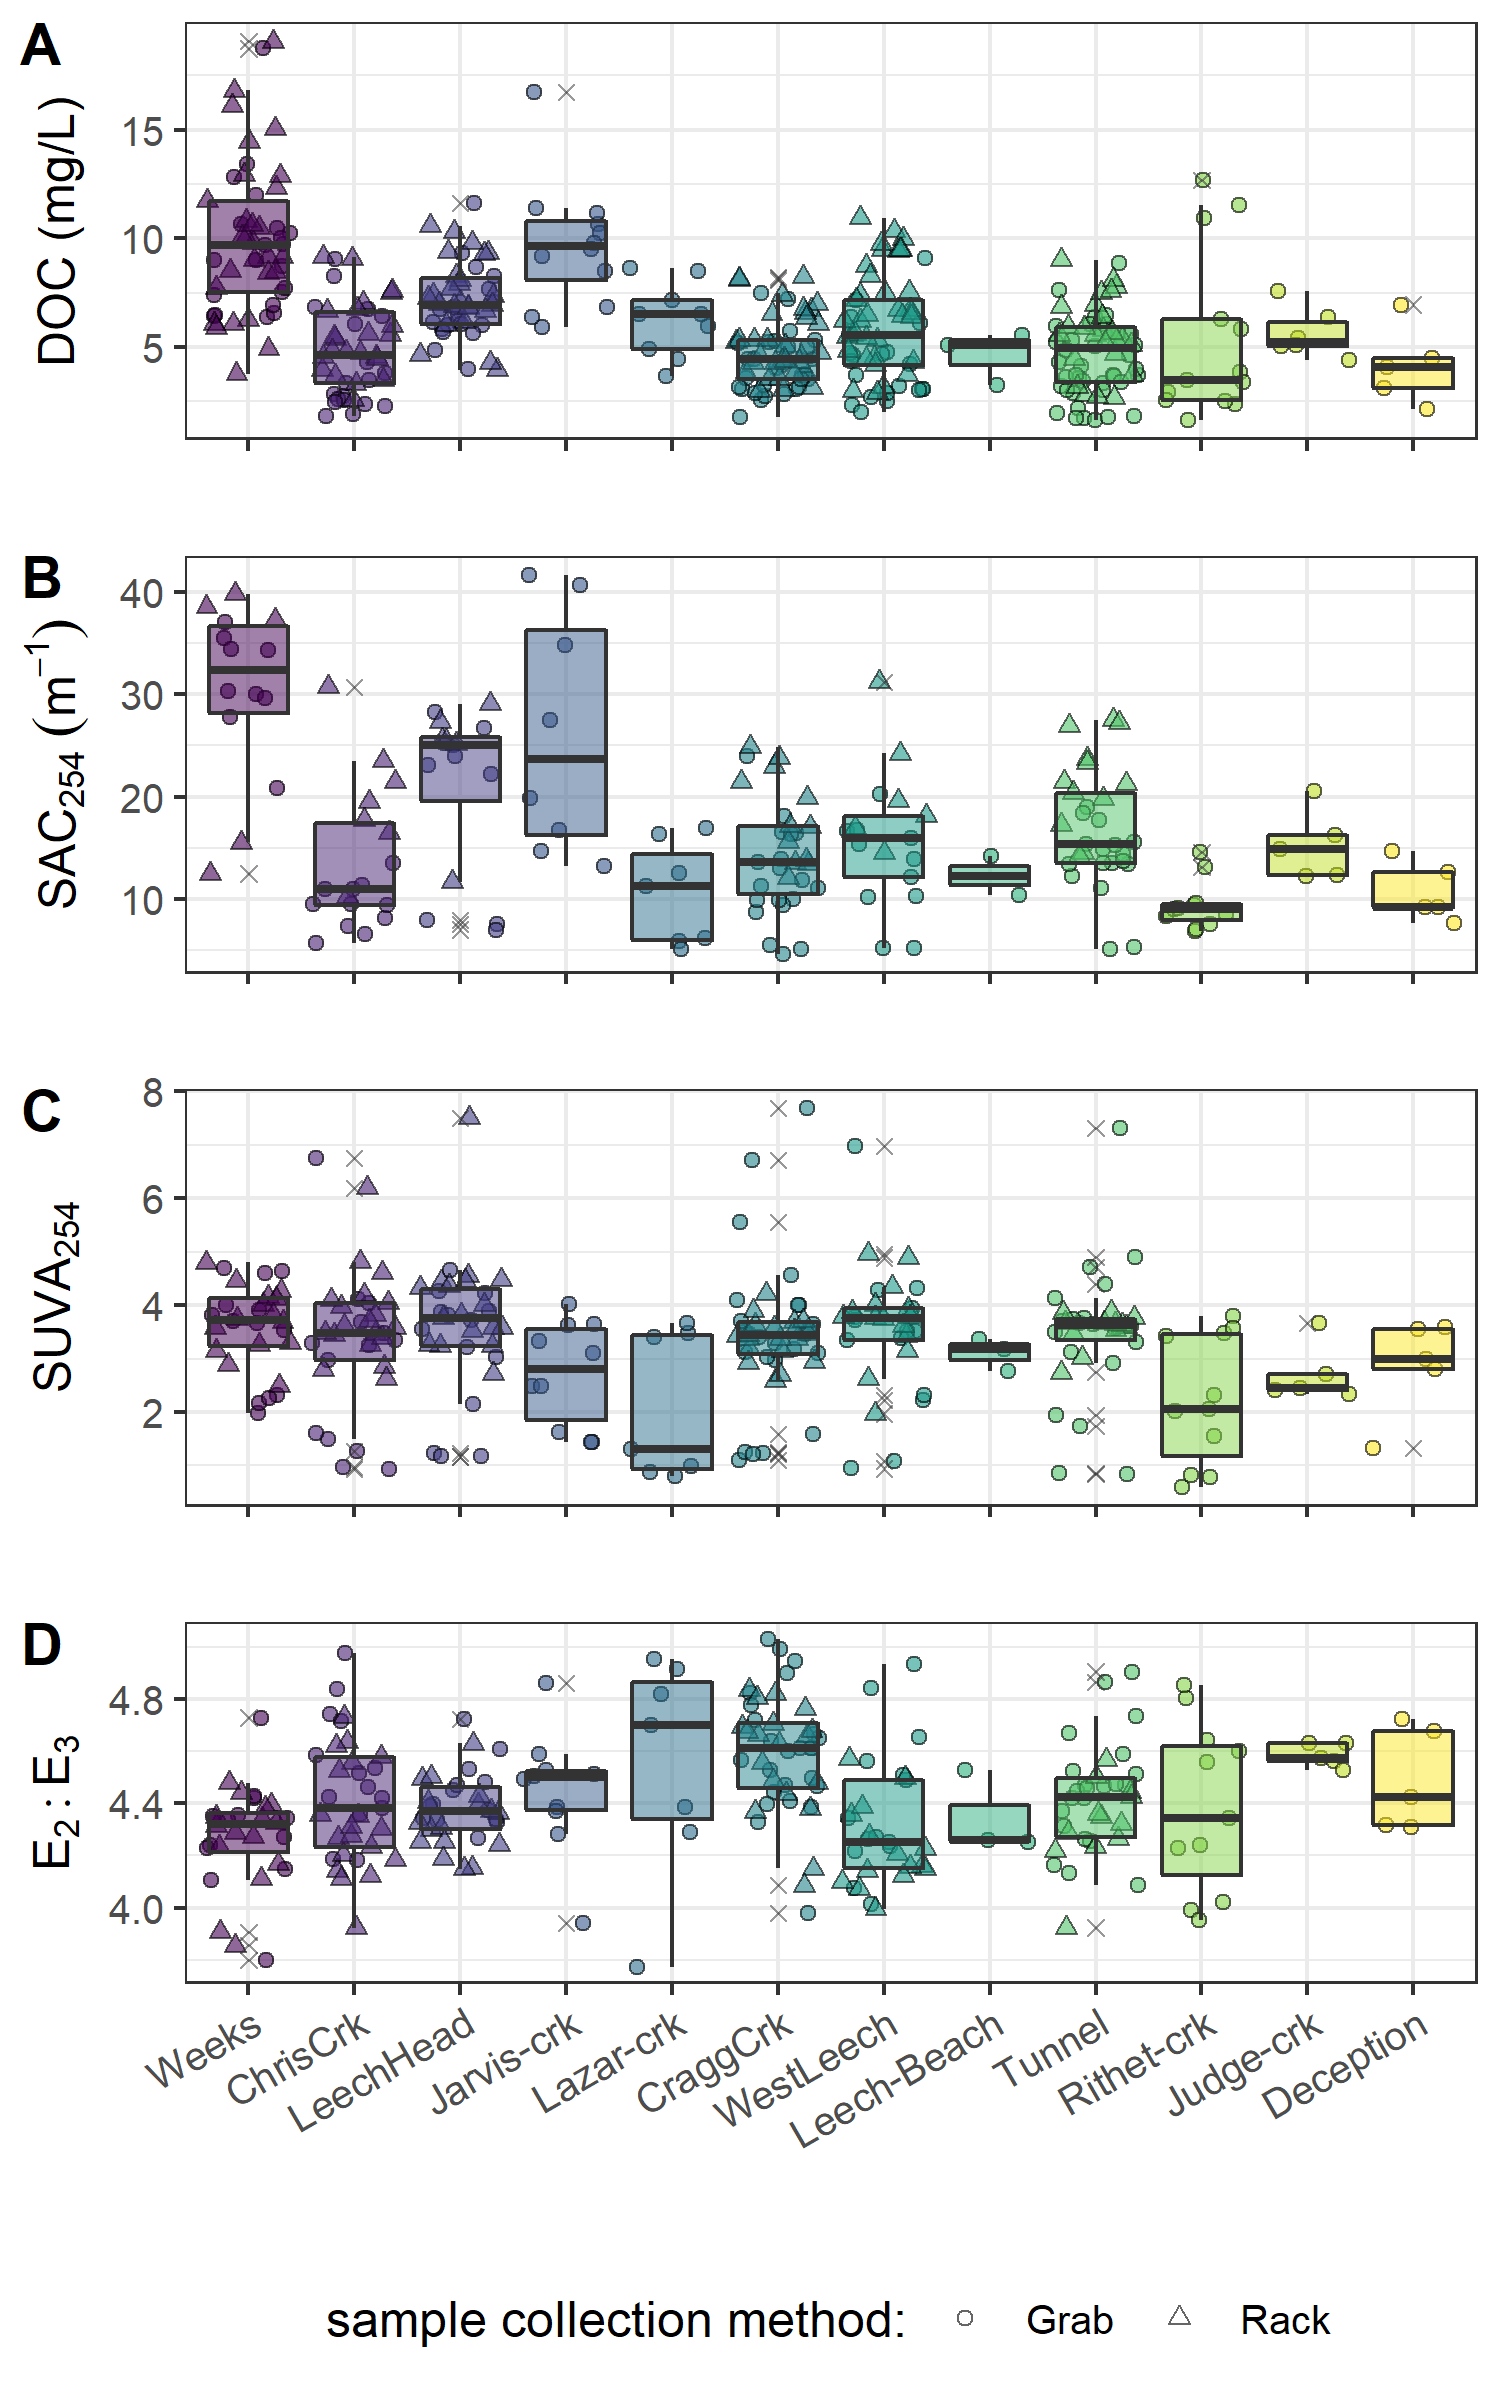 A
DOC (mg/L)
15
10
5
B
SAC₂₅₄ (m⁻¹)
40
30
20
10
C
SUVA₂₅₄
8
6
4
2
D
E₂ : E₃
4.8
4.4
4.0
Weeks
ChrisCrk
LeechHead
Jarvis-crk
Lazar-crk
CraggCrk
WestLeech
Leech-Beach
Tunnel
Rithet-crk
Judge-crk
Deception
sample collection method: Grab Rack